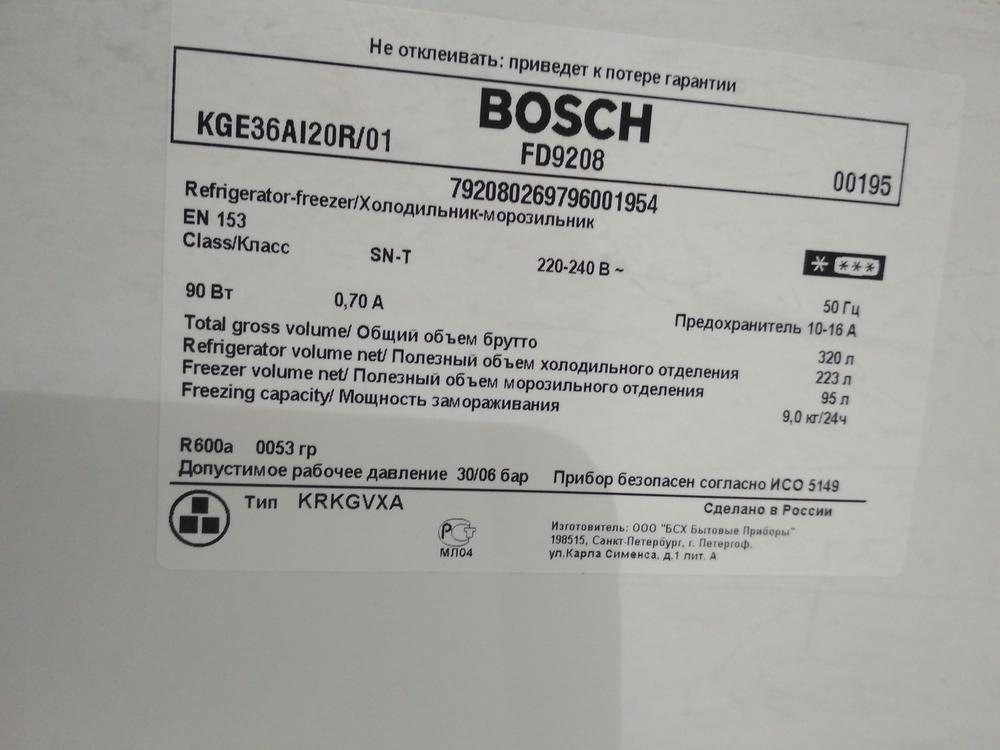 Не отклеивать: приведет к потере гарантии
BOSCH
KGE36AI20R/01
FD9208
00195
792080269796001954
Refrigerator-freezer/Холодильник-морозильник
EN 153
Class/Класс SN-T 220-240 В ~
90 Вт 0,70 А 50 Гц
Предохранитель 10-16 А
Total gross volume/ Общий объем брутто 320 л
Refrigerator volume net/ Полезный объем холодильного отделения 223 л
Freezer volume net/ Полезный объем морозильного отделения 95 л
Freezing capacity/ Мощность замораживания 9,0 кг/24ч
R600a 0053 гр
Допустимое рабочее давление 30/06 бар Прибор безопасен согласно ИСО 5149
Тип KRKGVXA
Сделано в России
РСТ
МЛ04
Изготовитель: ООО "БСХ Бытовые Приборы"
198515, Санкт-Петербург, г. Петергоф,
ул.Карла Сименса, д.1 лит. А